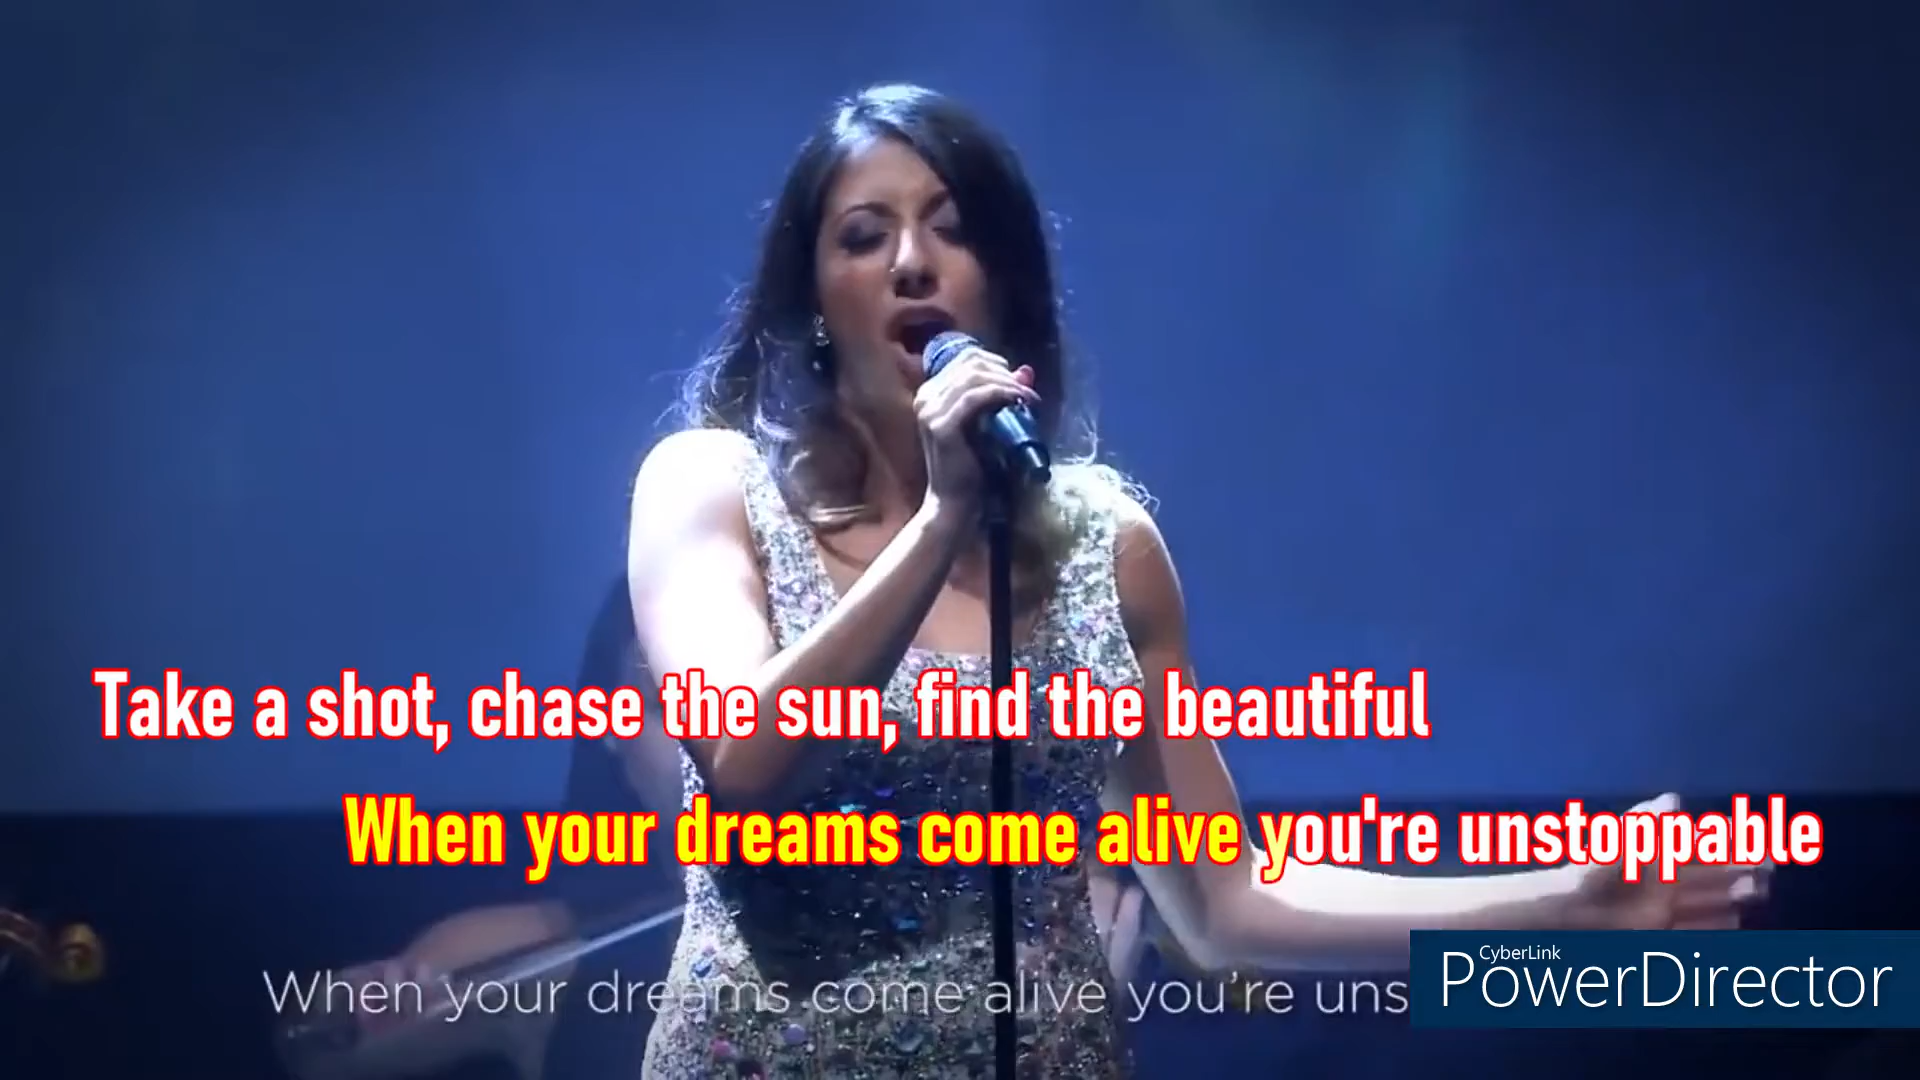 Take a shot, chase the sun, find the beautiful
When your dreams come alive you're unstoppable
When your dreams come alive you're uns
CyberLink
PowerDirector